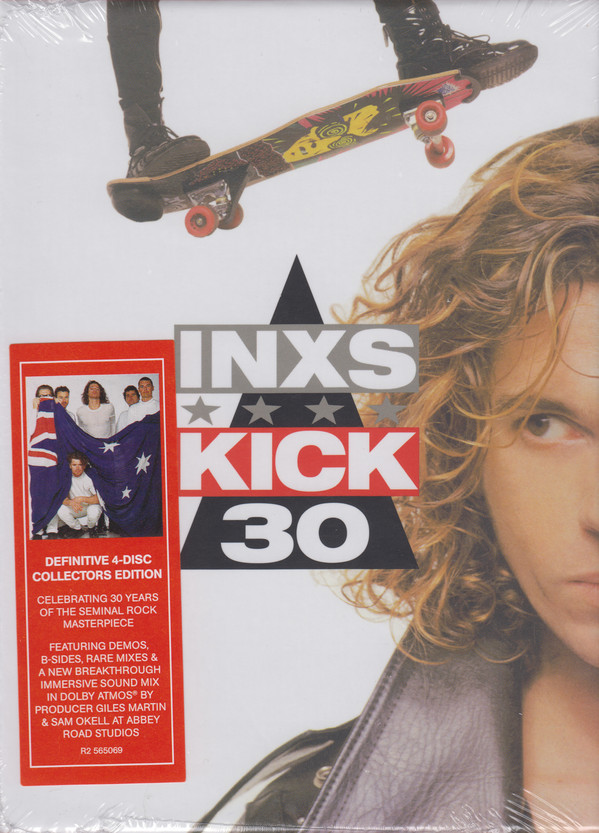 INXS
KICK
30
DEFINITIVE 4-DISC
COLLECTORS EDITION
CELEBRATING 30 YEARS
OF THE SEMINAL ROCK
MASTERPIECE
FEATURING DEMOS,
B-SIDES, RARE MIXES &
A NEW BREAKTHROUGH
IMMERSIVE SOUND MIX
IN DOLBY ATMOS® BY
PRODUCER GILES MARTIN
& SAM OKELL AT ABBEY
ROAD STUDIOS
R2 565069